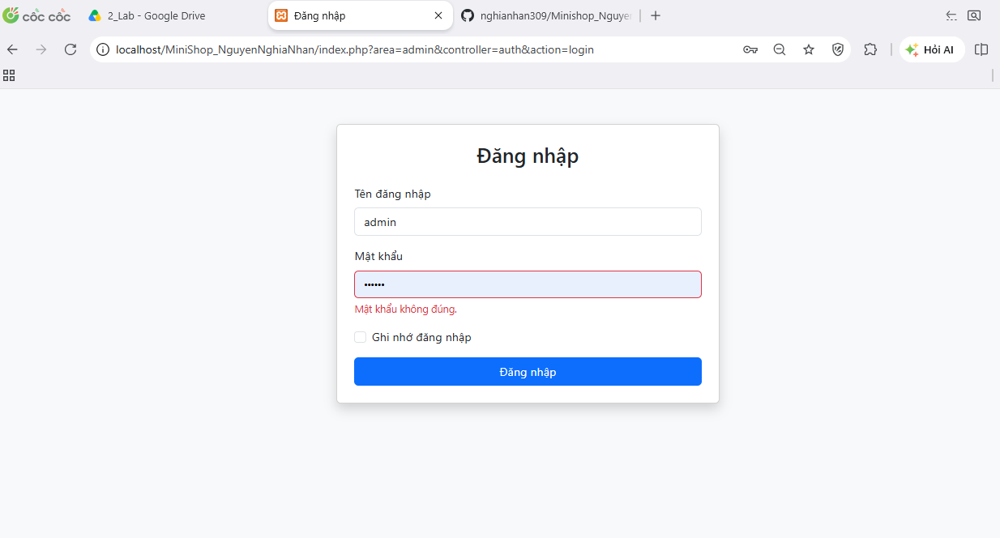 cốc cốc
2_Lab - Google Drive
Đăng nhập
nghianhan309/Minishop_Nguyen
localhost/MiniShop_NguyenNghiaNhan/index.php?area=admin&controller=auth&action=login
Hỏi AI
Đăng nhập
Tên đăng nhập
admin
Mật khẩu
••••••
Mật khẩu không đúng.
Ghi nhớ đăng nhập
Đăng nhập